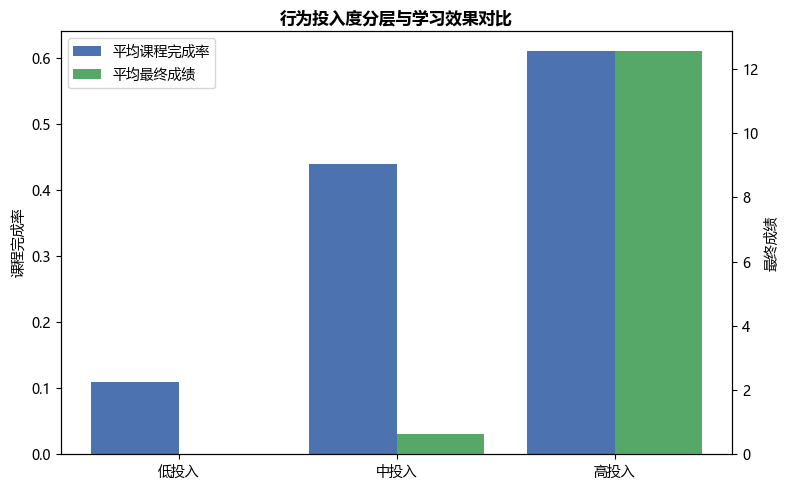 行为投入度分层与学习效果对比
平均课程完成率
平均最终成绩
课程完成率
0.6
0.5
0.4
0.3
0.2
0.1
0.0
12
10
8
6
4
2
0
最终成绩
低投入
中投入
高投入